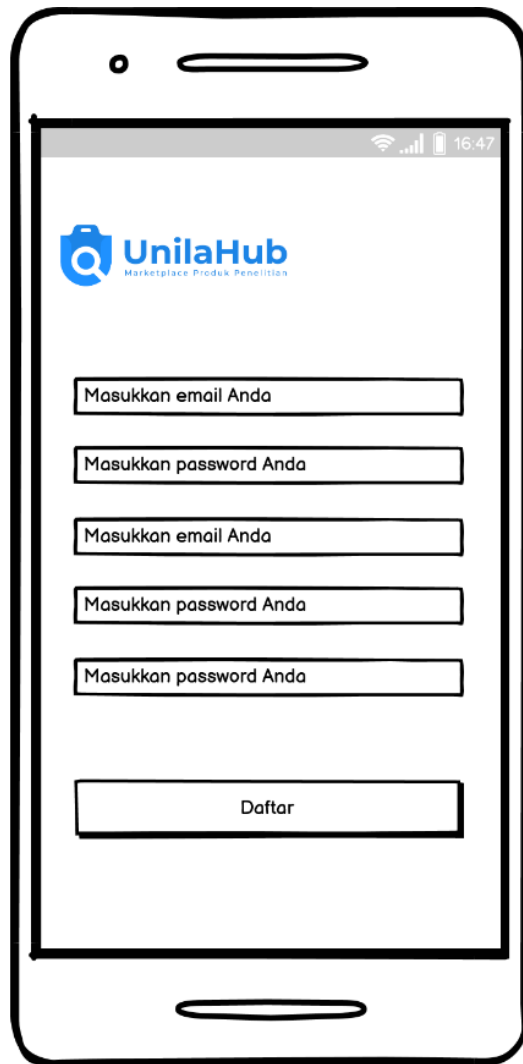 16:47
UnilaHub
Marketplace Produk Penelitian
Masukkan email Anda
Masukkan password Anda
Masukkan email Anda
Masukkan password Anda
Masukkan password Anda
Daftar